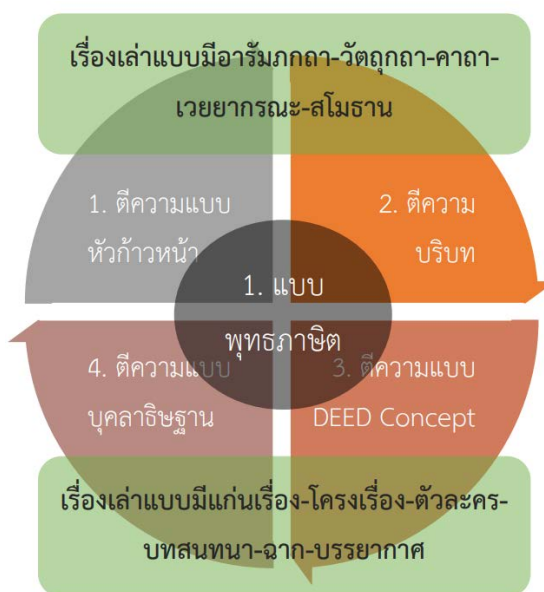 เรื่องเล่าแบบมีอารัมภกถา-วัตถุกถา-คาถา-
เวยยากรณะ-สโมธาน
1. ตีความแบบ
หัวก้าวหน้า
2. ตีความ
บริบท
1. แบบ
พุทธภาษิต
4. ตีความแบบ
บุคลาธิษฐาน
3. ตีความแบบ
DEED Concept
เรื่องเล่าแบบมีแก่นเรื่อง-โครงเรื่อง-ตัวละคร-
บทสนทนา-ฉาก-บรรยากาศ